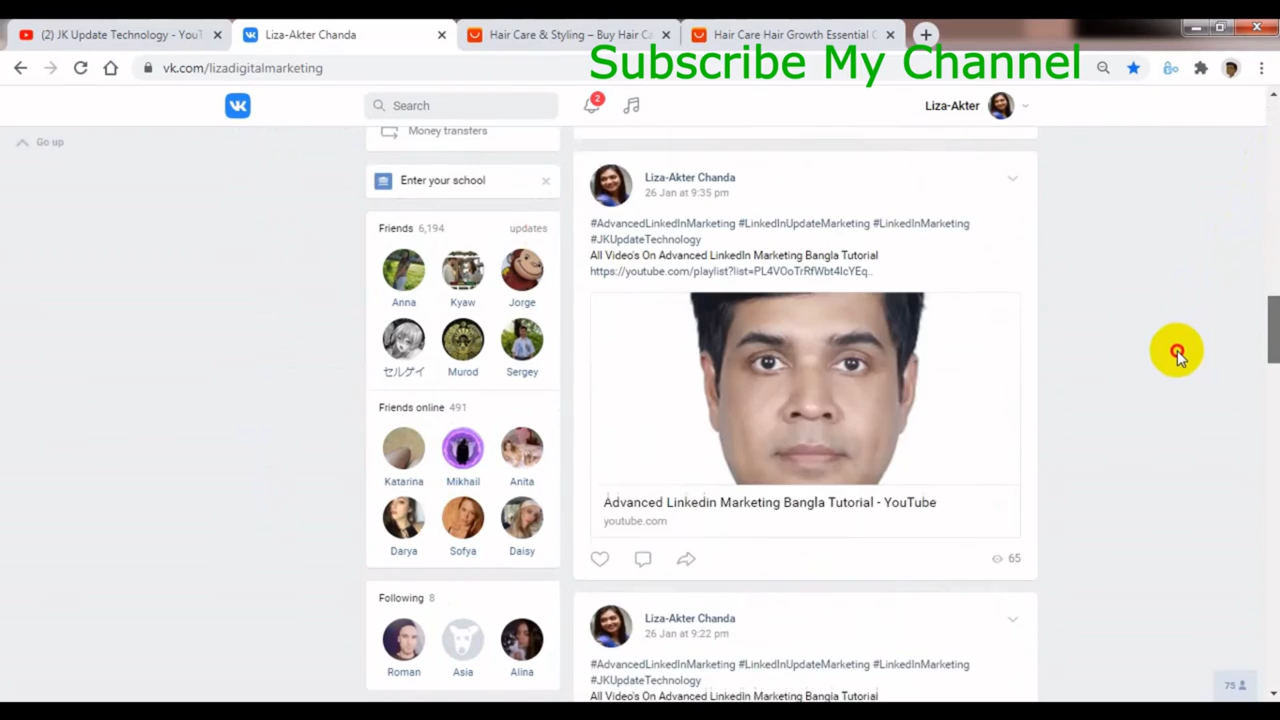 (2) JK Update Technology - YouT
Liza-Akter Chanda
Hair Care & Styling – Buy Hair Ca
Hair Care Hair Growth Essential C
Subscribe My Channel
vk.com/lizadigitalmarketing
Search
2
Liza-Akter
Go up
Money transfers
Enter your school
Friends 6,194
updates
Anna
Kyaw
Jorge
セルゲイ
Murod
Sergey
Friends online 491
Katarina
Mikhail
Anita
Darya
Sofya
Daisy
Following 8
Roman
Asia
Alina
Liza-Akter Chanda
26 Jan at 9:35 pm
#AdvancedLinkedInMarketing #LinkedInUpdateMarketing #LinkedInMarketing
#JKUpdateTechnology
All Video's On Advanced LinkedIn Marketing Bangla Tutorial
https://youtube.com/playlist?list=PL4VOoTrRfWbt4IcYEq..
Advanced Linkedin Marketing Bangla Tutorial - YouTube
youtube.com
65
Liza-Akter Chanda
26 Jan at 9:22 pm
#AdvancedLinkedInMarketing #LinkedInUpdateMarketing #LinkedInMarketing
#JKUpdateTechnology
All Video's On Advanced LinkedIn Marketing Bangla Tutorial
75